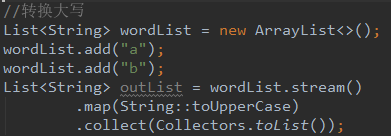 //转换大写
List<String> wordList = new ArrayList<>();
wordList.add("a");
wordList.add("b");
List<String> outList = wordList.stream()
.map(String::toUpperCase)
.collect(Collectors.toList());